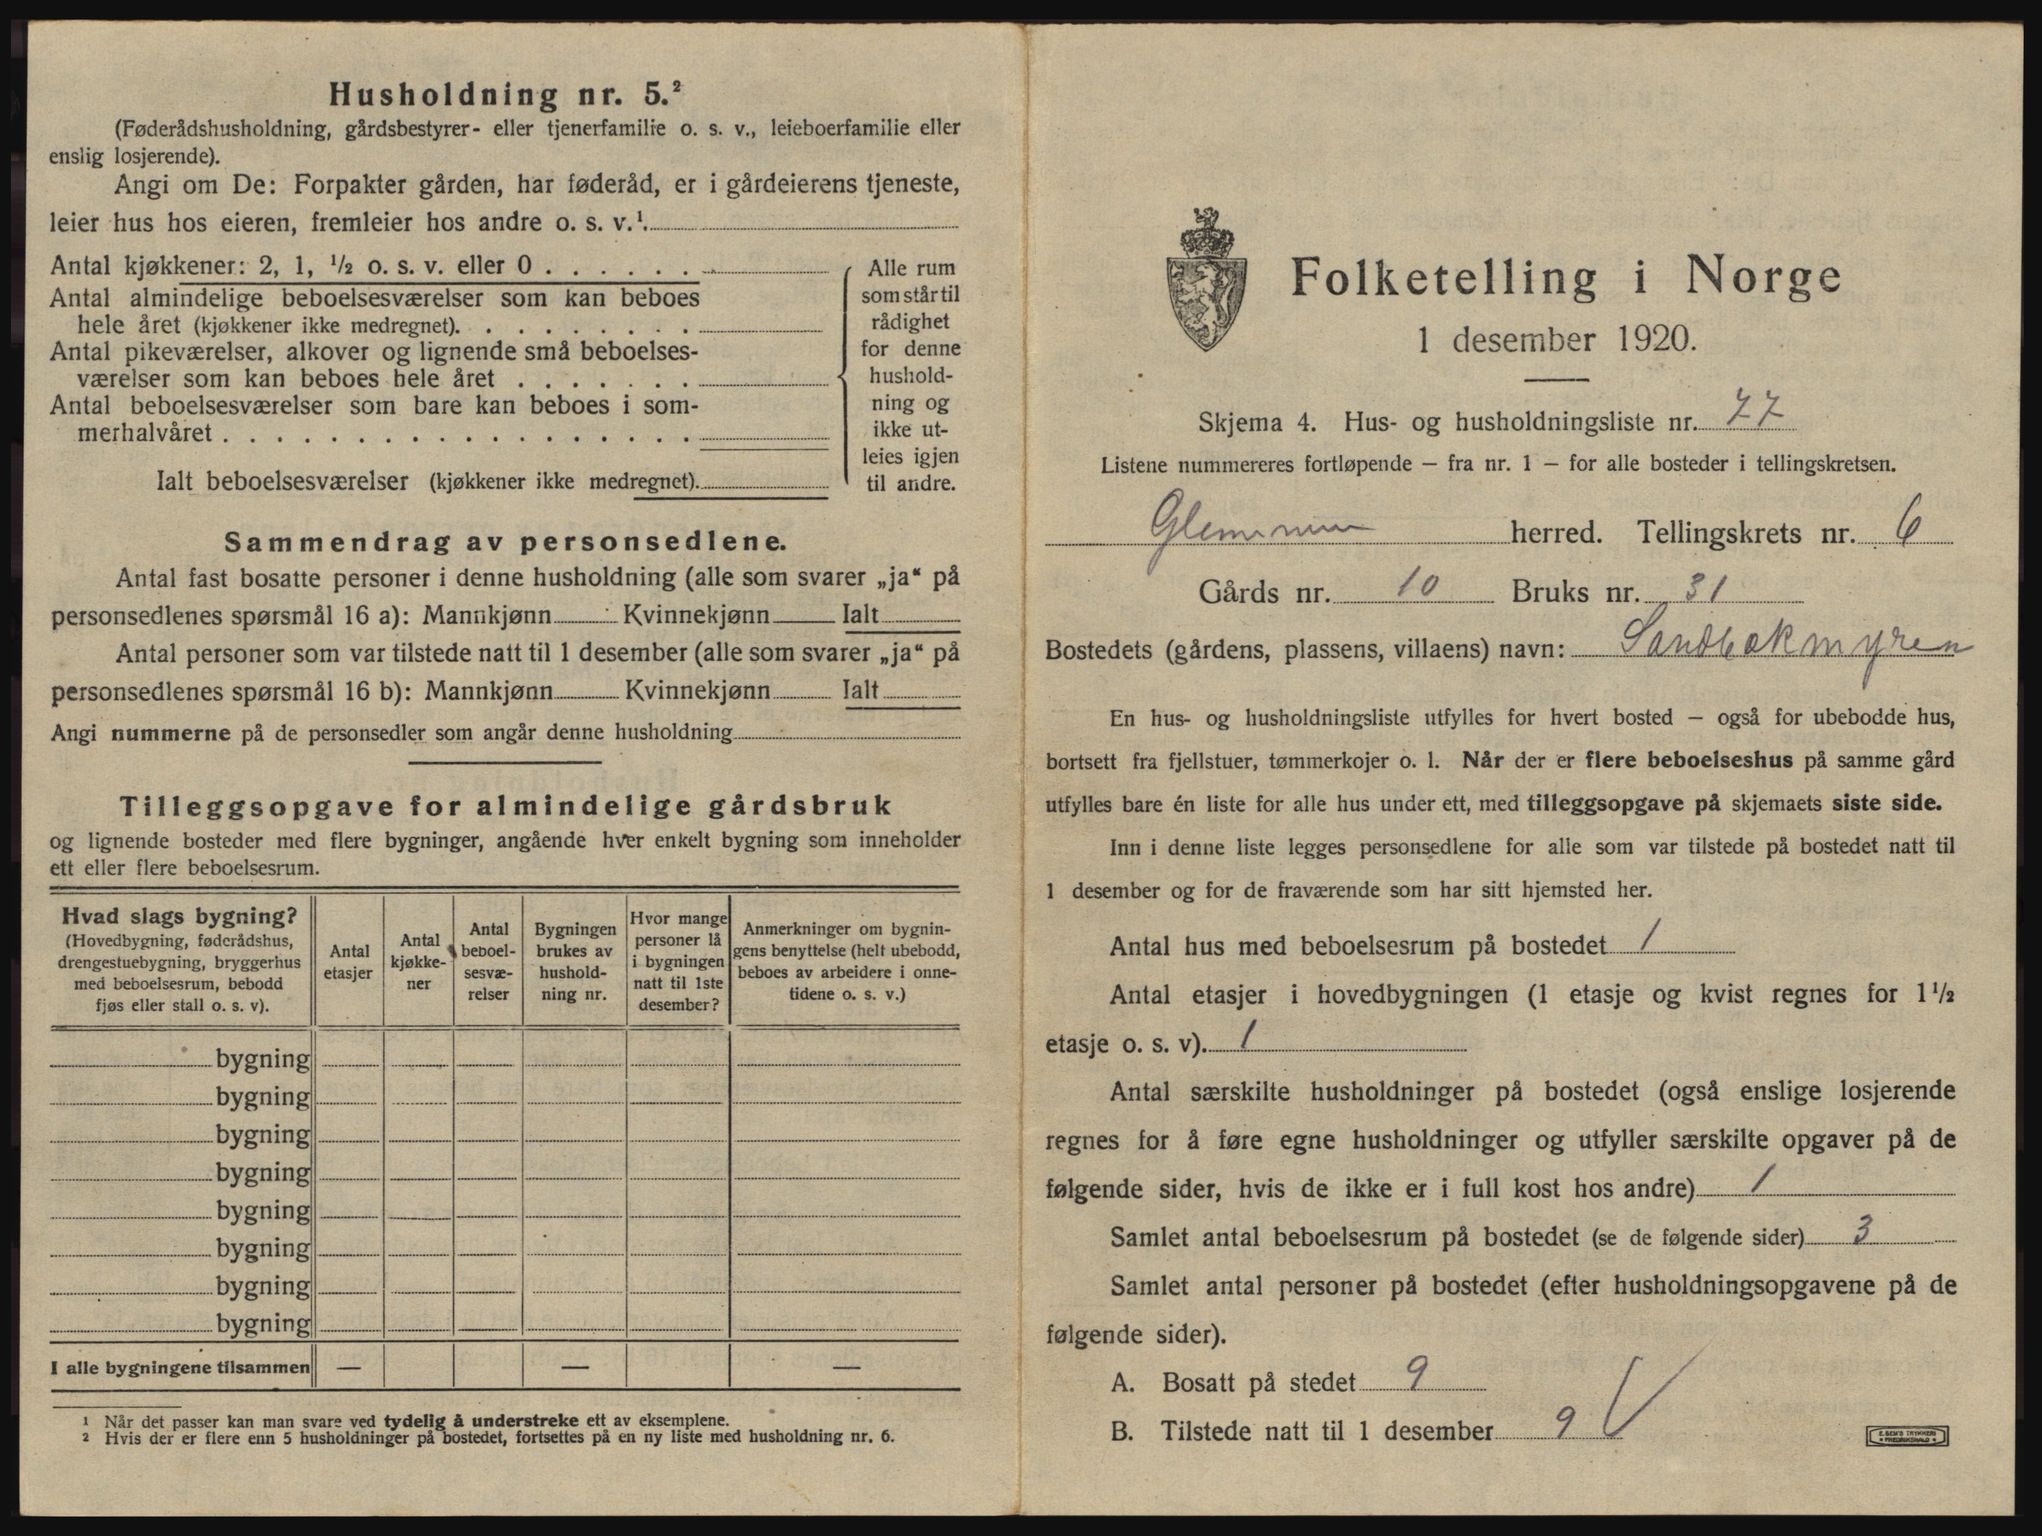 Husholdning nr. 5.²
(Føderådshusholdning, gårdsbestyrer- eller tjenerfamilie o. s. v., leieboerfamilie eller
enslig losjerende).
Angi om De: Forpakter gården, har føderåd, er i gårdeierens tjeneste,
leier hus hos eieren, fremleier hos andre o. s. v.¹.
Antal kjøkkener: 2, 1, ½ o. s. v. eller 0
Antal almindelige beboelsesværelser som kan beboes
hele året (kjøkkener ikke medregnet).
Antal pikeværelser, alkover og lignende små beboelses-
værelser som kan beboes hele året
Antal beboelsesværelser som bare kan beboes i som-
merhalvåret
Ialt beboelsesværelser (kjøkkener ikke medregnet).
Alle rum
som står til
rådighet
for denne
hushold-
ning og
ikke ut-
leies igjen
til andre.
Sammendrag av personsedlene.
Antal fast bosatte personer i denne husholdning (alle som svarer „ja“ på
personsedlenes spørsmål 16 a): Mannkjønn Kvinnekjønn Ialt
Antal personer som var tilstede natt til 1 desember (alle som svarer „ja“ på
personsedlenes spørsmål 16 b): Mannkjønn Kvinnekjønn Ialt
Angi nummerne på de personsedler som angår denne husholdning
Tilleggsopgave for almindelige gårdsbruk
og lignende bosteder med flere bygninger, angående hver enkelt bygning som inneholder
ett eller flere beboelsesrum.
Hvad slags bygning?
(Hovedbygning, føderådshus,
drengestuebygning, bryggerhus
med beboelsesrum, bebodd
fjøs eller stall o. s. v).
Antal
etasjer
Antal
kjøkke-
ner
Antal
beboel-
sesvæ-
relser
Bygningen
brukes av
hushold-
ning nr.
Hvor mange
personer lå
i bygningen
natt til 1ste
desember?
Anmerkninger om bygnin-
gens benyttelse (helt ubebodd,
beboes av arbeidere i onne-
tidene o. s. v.)
bygning
bygning
bygning
bygning
bygning
bygning
bygning
bygning
I alle bygningene tilsammen — — —
¹ Når det passer kan man svare ved tydelig å understreke ett av eksemplene.
² Hvis der er flere enn 5 husholdninger på bostedet, fortsettes på en ny liste med husholdning nr. 6.
Folketelling i Norge
1 desember 1920.
Skjema 4. Hus- og husholdningsliste nr. 77
Listene nummereres fortløpende – fra nr. 1 – for alle bosteder i tellingskretsen.
Glemmen herred. Tellingskrets nr. 6
Gårds nr. 10 Bruks nr. 31
Bostedets (gårdens, plassens, villaens) navn: Sandbakmyren
En hus- og husholdningsliste utfylles for hvert bosted – også for ubebodde hus,
bortsett fra fjellstuer, tømmerkojer o. l. Når der er flere beboelseshus på samme gård
utfylles bare én liste for alle hus under ett, med tilleggsopgave på skjemaets siste side.
Inn i denne liste legges personsedlene for alle som var tilstede på bostedet natt til
1 desember og for de fraværende som har sitt hjemsted her.
Antal hus med beboelsesrum på bostedet 1
Antal etasjer i hovedbygningen (1 etasje og kvist regnes for 1½
etasje o. s. v). 1
Antal særskilte husholdninger på bostedet (også enslige losjerende
regnes for å føre egne husholdninger og utfyller særskilte opgaver på de
følgende sider, hvis de ikke er i full kost hos andre) 1
Samlet antal beboelsesrum på bostedet (se de følgende sider) 3
Samlet antal personer på bostedet (efter husholdningsopgavene på de
følgende sider).
A. Bosatt på stedet 9
B. Tilstede natt til 1 desember 9
E. SEM'S TRYKKERI
FREDRIKSHALD